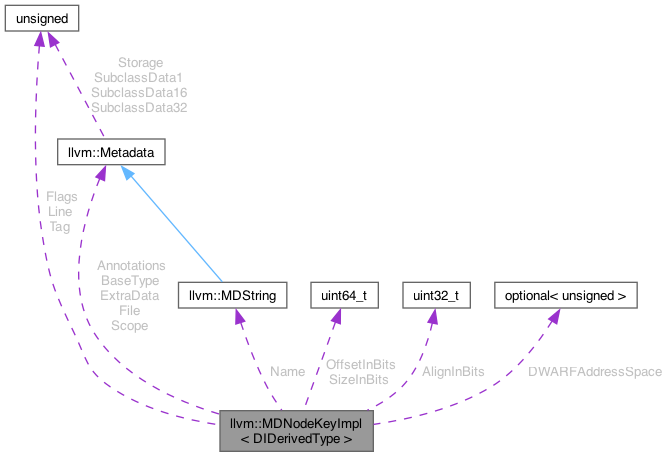 unsigned
Storage
SubclassData1
SubclassData16
SubclassData32
llvm::Metadata
Flags
Line
Tag
Annotations
BaseType
ExtraData
File
Scope
llvm::MDString
uint64_t
uint32_t
optional< unsigned >
Name
OffsetInBits
SizeInBits
AlignInBits
DWARFAddressSpace
llvm::MDNodeKeyImpl
< DIDerivedType >